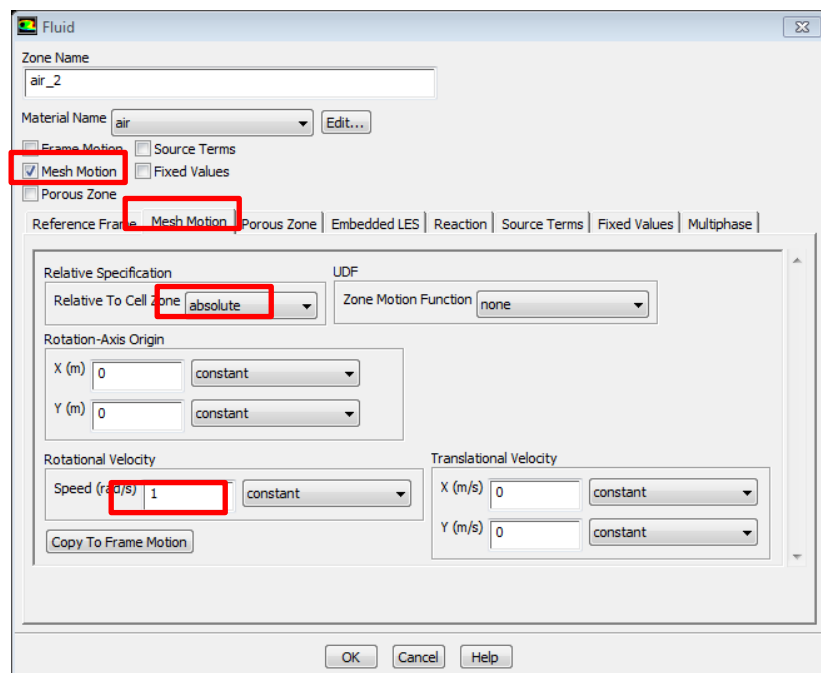 Fluid
Zone Name
air_2
Material Name air Edit...
Frame Motion Source Terms
Mesh Motion Fixed Values
Porous Zone
Reference Frame Mesh Motion Porous Zone Embedded LES Reaction Source Terms Fixed Values Multiphase
Relative Specification UDF
Relative To Cell Zone absolute Zone Motion Function none
Rotation-Axis Origin
X (m) 0 constant
Y (m) 0 constant
Rotational Velocity Translational Velocity
Speed (rad/s) 1 constant X (m/s) 0 constant
Copy To Frame Motion Y (m/s) 0 constant
OK Cancel Help